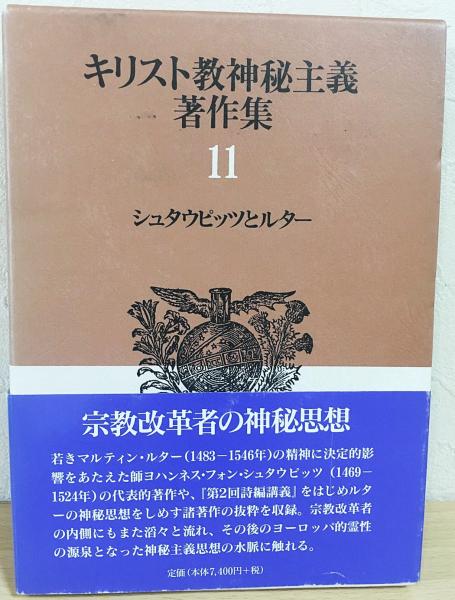 キリスト教神秘主義
著作集
11
シュタウピッツとルター
宗教改革者の神秘思想
若きマルティン・ルター(1483−1546年)の精神に決定的影
響をあたえた師ヨハンネス・フォン・シュタウピッツ(1469−
1524年)の代表的著作や、『第2回詩編講義』をはじめルタ
ーの神秘思想をしめす諸著作の抜粋を収録。宗教改革者
の内側にもまた滔々と流れ、その後のヨーロッパ的霊性
の源泉となった神秘主義思想の水脈に触れる。
定価(本体7,400円+税)